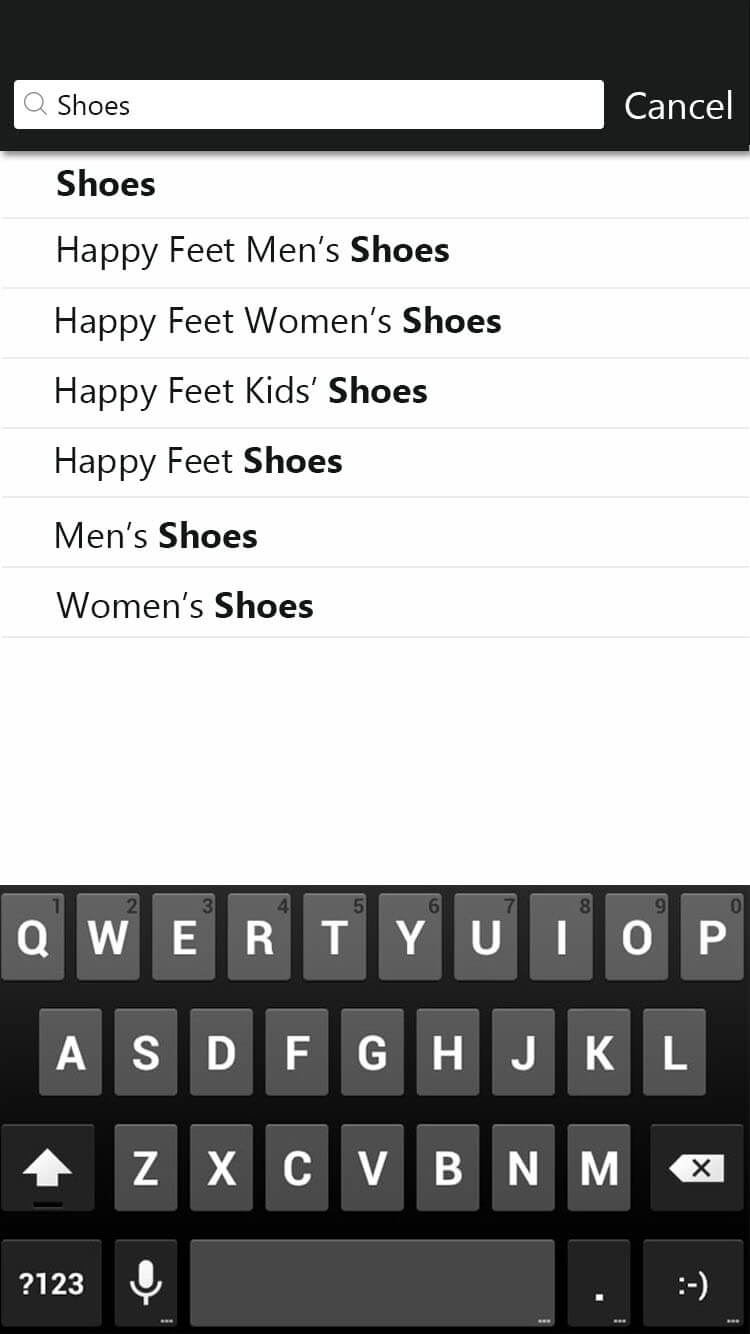 Shoes Cancel
Shoes
Happy Feet Men’s Shoes
Happy Feet Women’s Shoes
Happy Feet Kids’ Shoes
Happy Feet Shoes
Men’s Shoes
Women’s Shoes
1 2 3 4 5 6 7 8 9 0
Q W E R T Y U I O P
A S D F G H J K L
Z X C V B N M
?123 . :-)